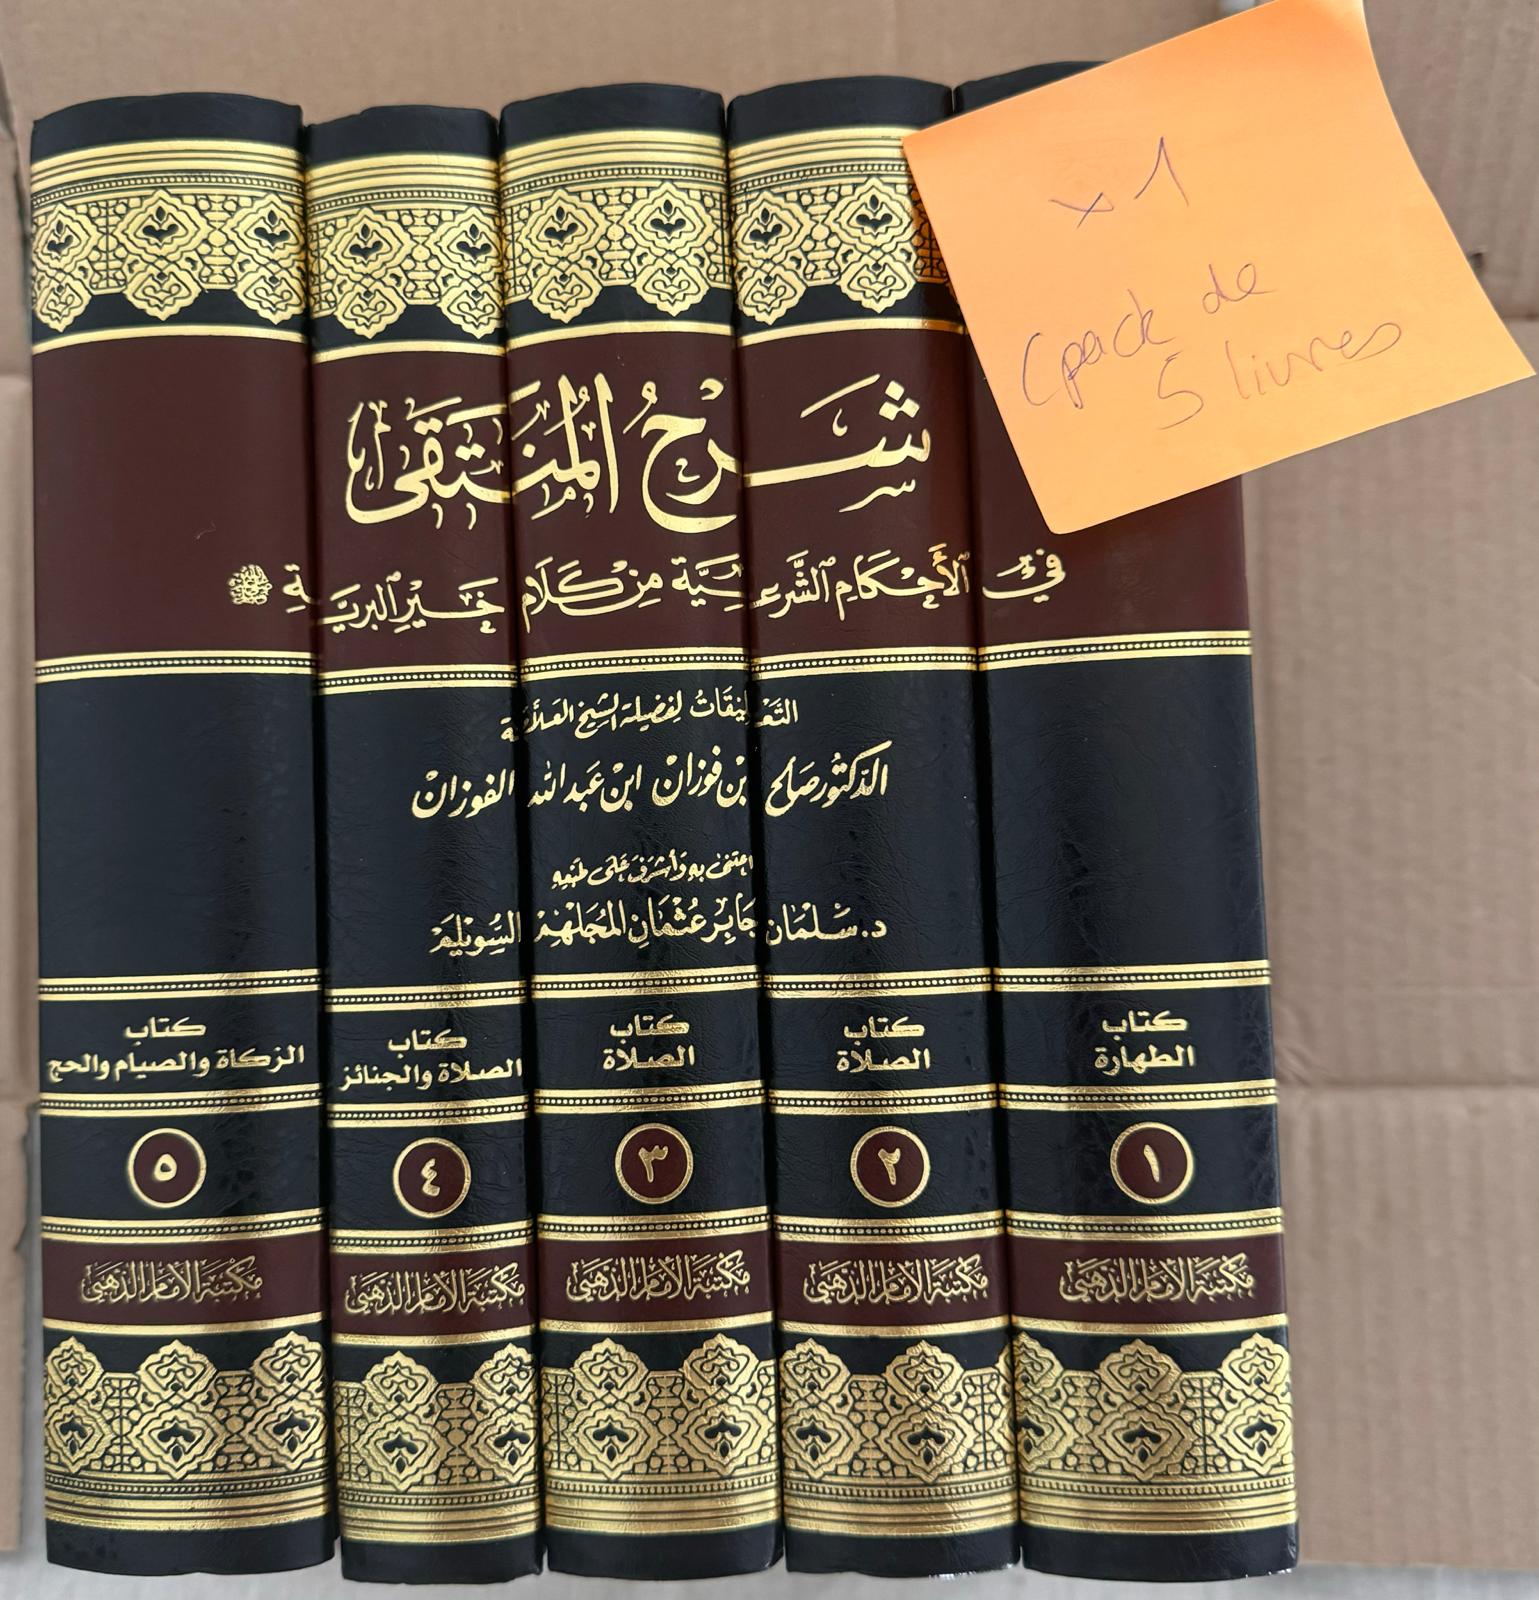 x1
(pack de
5 livres
شرح المنتقى
في الأحكام الشرعية من كلام خير البرية ﷺ
التعليقات لفضيلة الشيخ العلامة
الدكتور صالح بن فوزان ابن عبد الله الفوزان
اعتنى به وأشرف على طبعه
د. سلمان جابر عثمان المجلهم السويلم
كتاب
الطهارة
١
مكتبة الإمام الذهبي
كتاب
الصلاة
٢
مكتبة الإمام الذهبي
كتاب
الصلاة
٣
مكتبة الإمام الذهبي
كتاب
الصلاة والجنائز
٤
مكتبة الإمام الذهبي
كتاب
الزكاة والصيام والحج
٥
مكتبة الإمام الذهبي